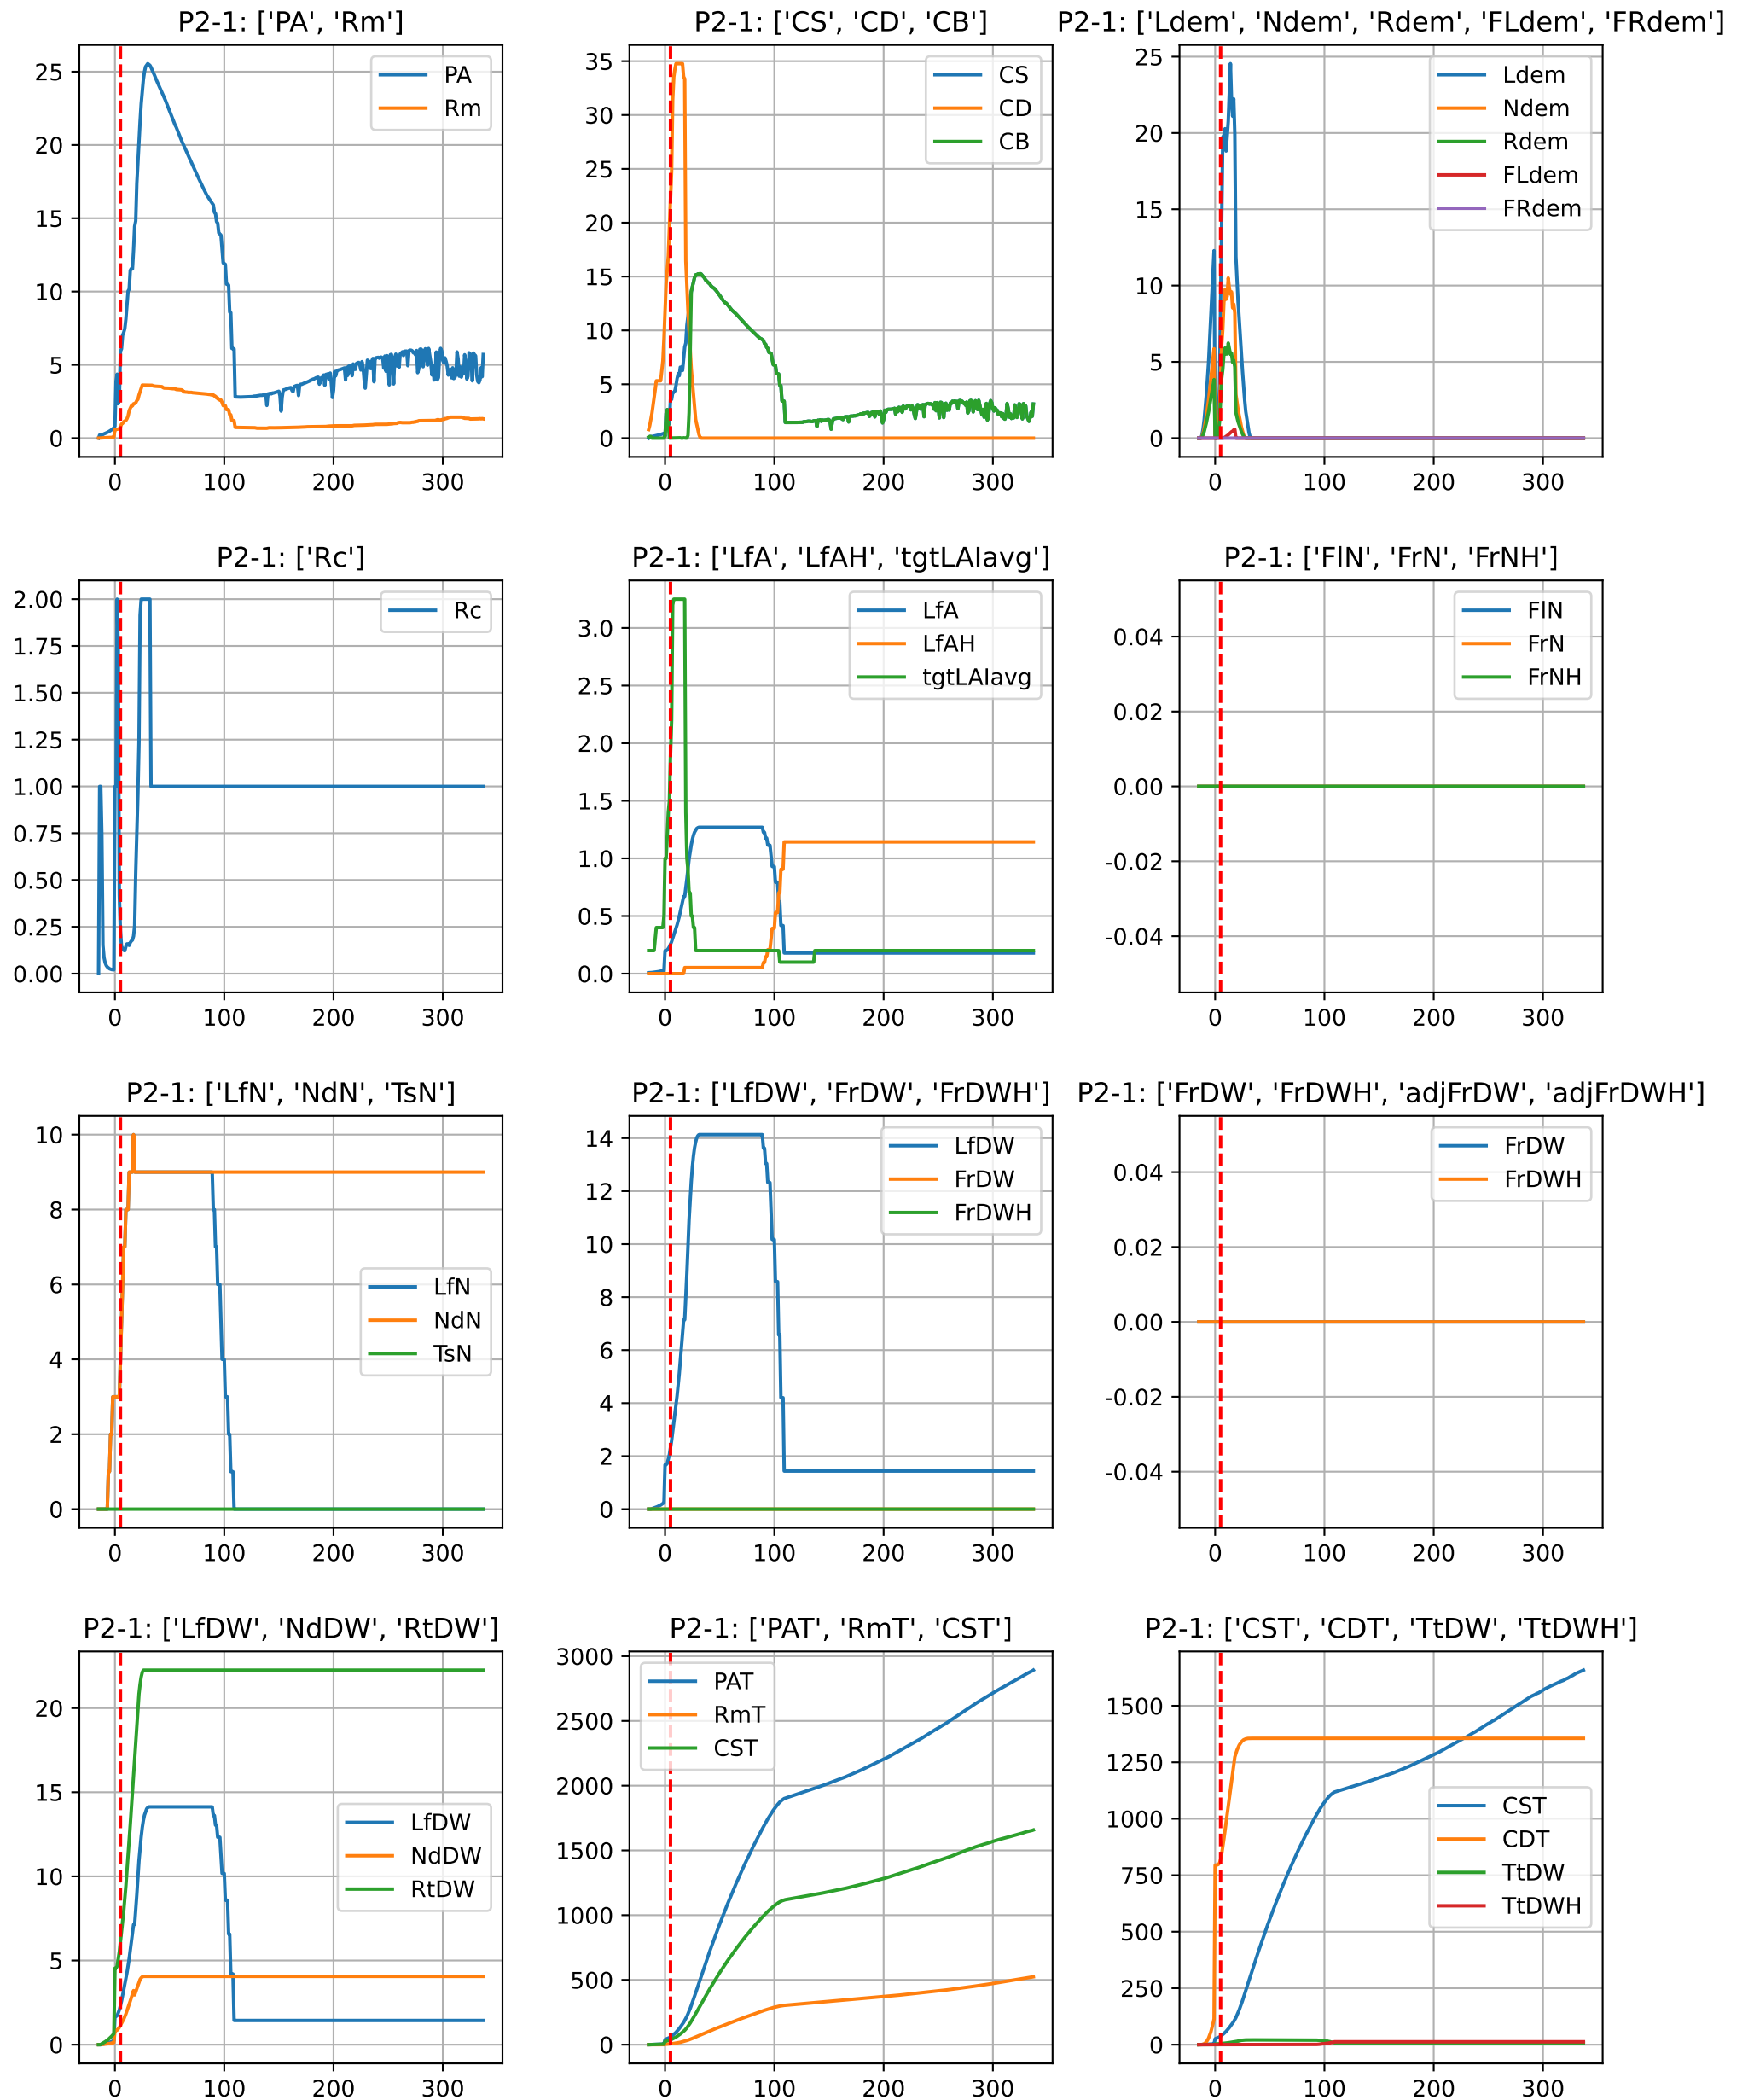 P2-1: ['PA', 'Rm']
PA
Rm
25
20
15
10
5
0
0 100 200 300
P2-1: ['CS', 'CD', 'CB']
CS
CD
CB
35
30
25
20
15
10
5
0
0 100 200 300
P2-1: ['Ldem', 'Ndem', 'Rdem', 'FLdem', 'FRdem']
Ldem
Ndem
Rdem
FLdem
FRdem
25
20
15
10
5
0
0 100 200 300
P2-1: ['Rc']
Rc
2.00
1.75
1.50
1.25
1.00
0.75
0.50
0.25
0.00
0 100 200 300
P2-1: ['LfA', 'LfAH', 'tgtLAIavg']
LfA
LfAH
tgtLAIavg
3.0
2.5
2.0
1.5
1.0
0.5
0.0
0 100 200 300
P2-1: ['FlN', 'FrN', 'FrNH']
FlN
FrN
FrNH
0.04
0.02
0.00
-0.02
-0.04
0 100 200 300
P2-1: ['LfN', 'NdN', 'TsN']
LfN
NdN
TsN
10
8
6
4
2
0
0 100 200 300
P2-1: ['LfDW', 'FrDW', 'FrDWH']
LfDW
FrDW
FrDWH
14
12
10
8
6
4
2
0
0 100 200 300
P2-1: ['FrDW', 'FrDWH', 'adjFrDW', 'adjFrDWH']
FrDW
FrDWH
0.04
0.02
0.00
-0.02
-0.04
0 100 200 300
P2-1: ['LfDW', 'NdDW', 'RtDW']
LfDW
NdDW
RtDW
20
15
10
5
0
0 100 200 300
P2-1: ['PAT', 'RmT', 'CST']
PAT
RmT
CST
3000
2500
2000
1500
1000
500
0
0 100 200 300
P2-1: ['CST', 'CDT', 'TtDW', 'TtDWH']
CST
CDT
TtDW
TtDWH
1500
1250
1000
750
500
250
0
0 100 200 300